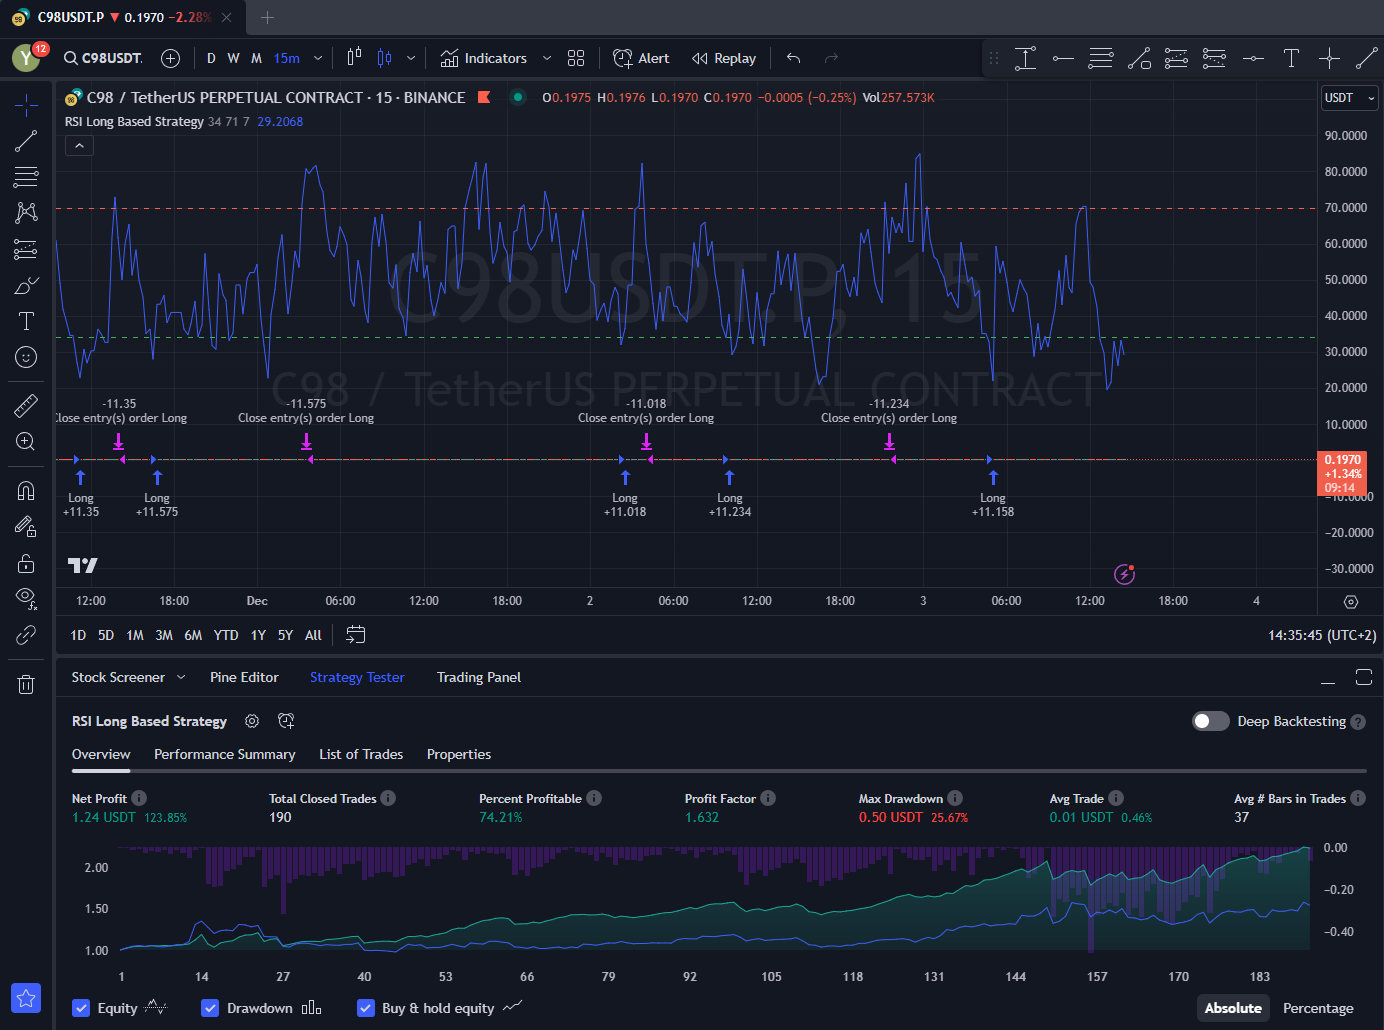 C98USDT.P ▼ 0.1970 −2.28%
Y 12 C98USDT. D W M 15m Indicators Alert Replay
C98 / TetherUS PERPETUAL CONTRACT · 15 · BINANCE O0.1975 H0.1976 L0.1970 C0.1970 −0.0005 (−0.25%) Vol257.573K USDT
RSI Long Based Strategy 34 71 7 29.2068
90.0000
80.0000
70.0000
60.0000
50.0000
40.0000
30.0000
20.0000
10.0000
C98USDT.P, 15
C98 / TetherUS PERPETUAL CONTRACT
-11.35 -11.575 -11.018 -11.234
Close entry(s) order Long Close entry(s) order Long Close entry(s) order Long Close entry(s) order Long
0.1970
+1.34%
09:14
−10.0000
Long Long Long Long Long
+11.35 +11.575 +11.018 +11.234 +11.158
−20.0000
−30.0000
12:00 18:00 Dec 06:00 12:00 18:00 2 06:00 12:00 18:00 3 06:00 12:00 18:00 4
1D 5D 1M 3M 6M YTD 1Y 5Y All 14:35:45 (UTC+2)
Stock Screener Pine Editor Strategy Tester Trading Panel
RSI Long Based Strategy Deep Backtesting ?
Overview Performance Summary List of Trades Properties
Net Profit Total Closed Trades Percent Profitable Profit Factor Max Drawdown Avg Trade Avg # Bars in Trades
1.24 USDT 123.85% 190 74.21% 1.632 0.50 USDT 25.67% 0.01 USDT 0.46% 37
2.00
1.50
1.00
0.00
−0.20
−0.40
1 14 27 40 53 66 79 92 105 118 131 144 157 170 183
Equity Drawdown Buy & hold equity Absolute Percentage